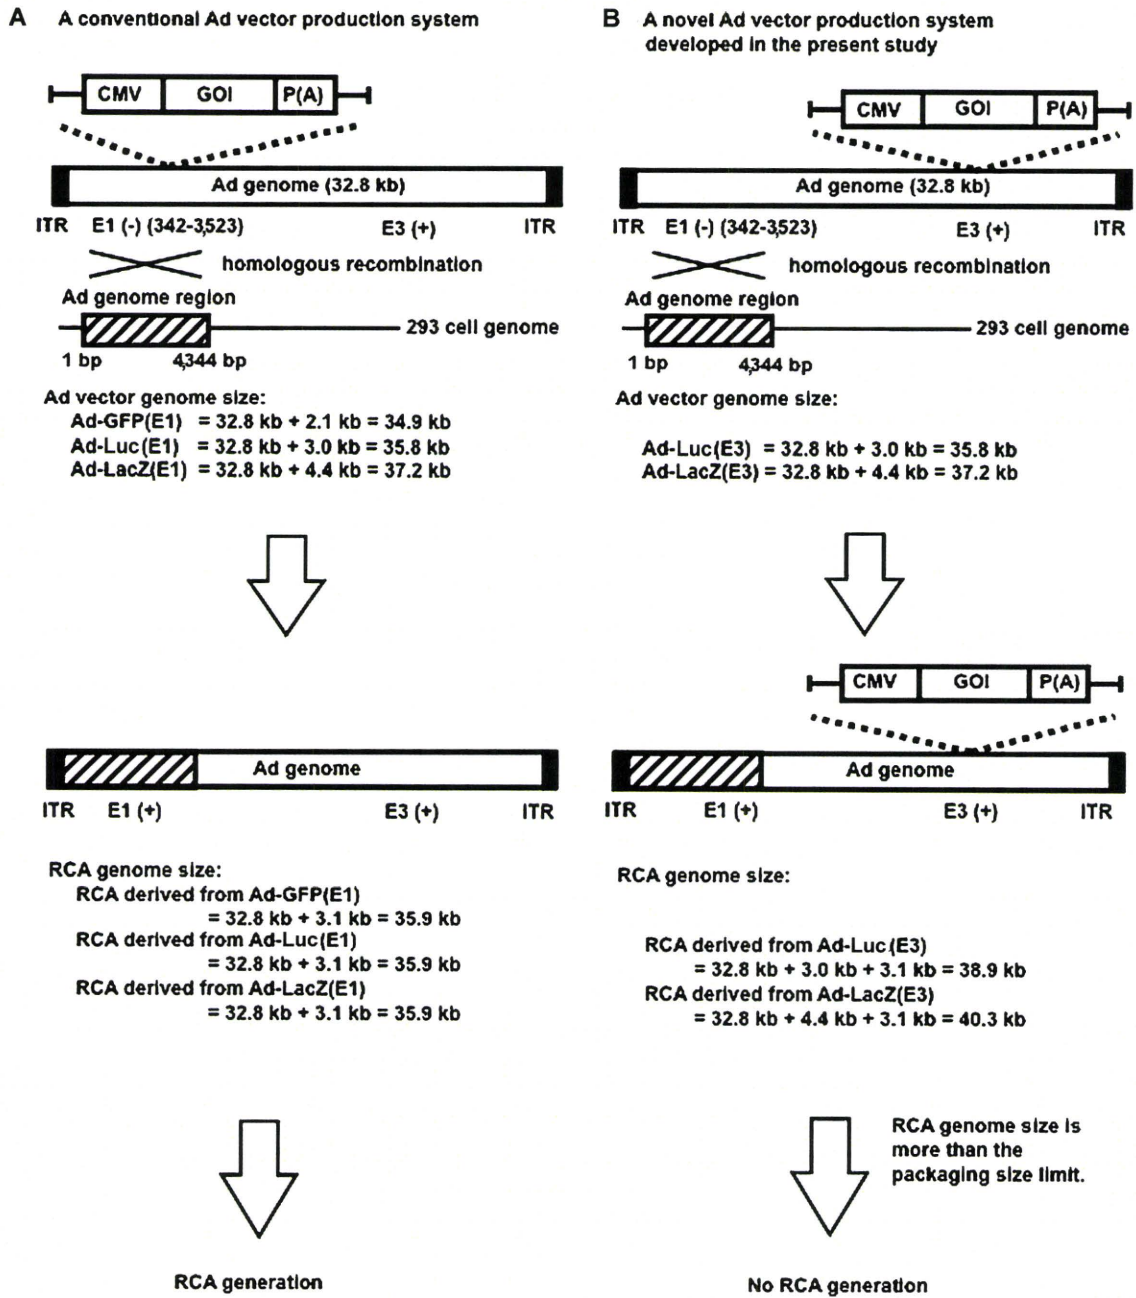 A A conventional Ad vector production system
CMV GOI P(A)
Ad genome (32.8 kb)
ITR E1 (-) (342-3,523) E3 (+) ITR
homologous recombination
Ad genome region
293 cell genome
1 bp 4,344 bp
Ad vector genome size:
Ad-GFP(E1) = 32.8 kb + 2.1 kb = 34.9 kb
Ad-Luc(E1) = 32.8 kb + 3.0 kb = 35.8 kb
Ad-LacZ(E1) = 32.8 kb + 4.4 kb = 37.2 kb
Ad genome
ITR E1 (+) E3 (+) ITR
RCA genome size:
RCA derived from Ad-GFP(E1)
= 32.8 kb + 3.1 kb = 35.9 kb
RCA derived from Ad-Luc(E1)
= 32.8 kb + 3.1 kb = 35.9 kb
RCA derived from Ad-LacZ(E1)
= 32.8 kb + 3.1 kb = 35.9 kb
RCA generation
B A novel Ad vector production system
developed in the present study
CMV GOI P(A)
Ad genome (32.8 kb)
ITR E1 (-) (342-3,523) E3 (+) ITR
homologous recombination
Ad genome region
293 cell genome
1 bp 4,344 bp
Ad vector genome size:
Ad-Luc(E3) = 32.8 kb + 3.0 kb = 35.8 kb
Ad-LacZ(E3) = 32.8 kb + 4.4 kb = 37.2 kb
CMV GOI P(A)
Ad genome
ITR E1 (+) E3 (+) ITR
RCA genome size:
RCA derived from Ad-Luc(E3)
= 32.8 kb + 3.0 kb + 3.1 kb = 38.9 kb
RCA derived from Ad-LacZ(E3)
= 32.8 kb + 4.4 kb + 3.1 kb = 40.3 kb
RCA genome size is
more than the
packaging size limit.
No RCA generation